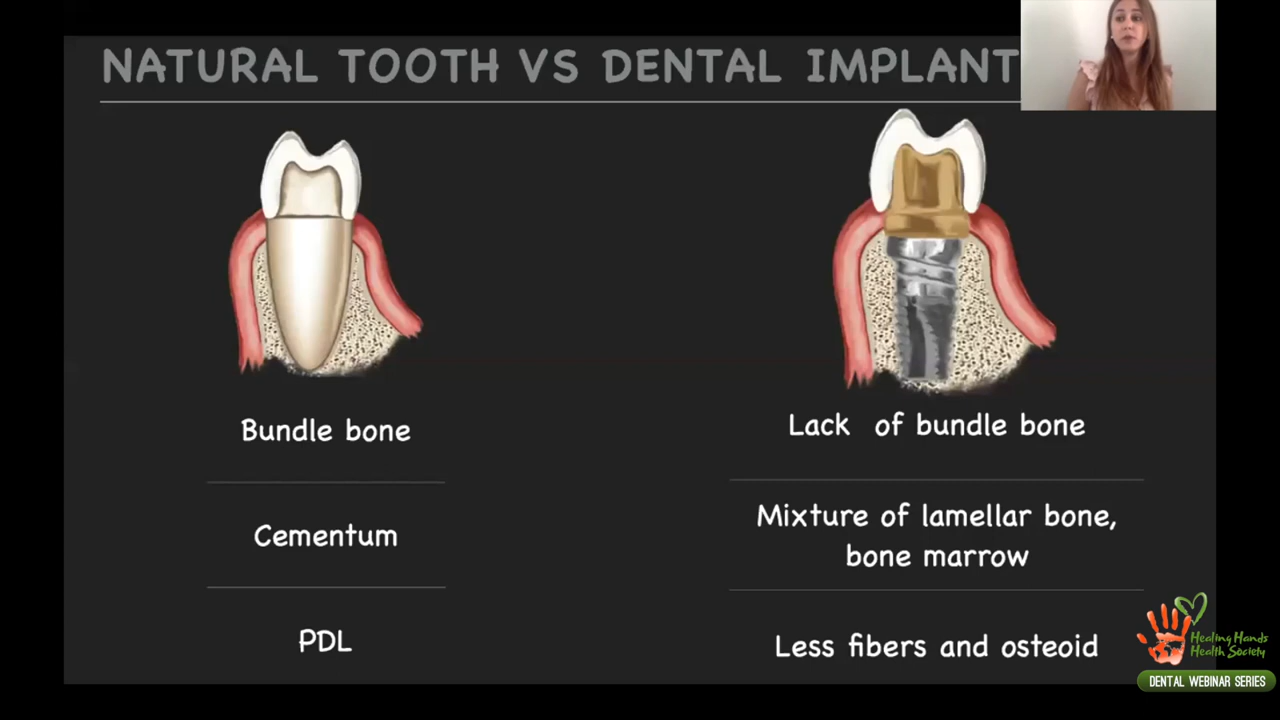 NATURAL TOOTH VS DENTAL IMPLANT
Bundle bone
Cementum
PDL
Lack of bundle bone
Mixture of lamellar bone,
bone marrow
Less fibers and osteoid
Healing Hands
Health Society
DENTAL WEBINAR SERIES